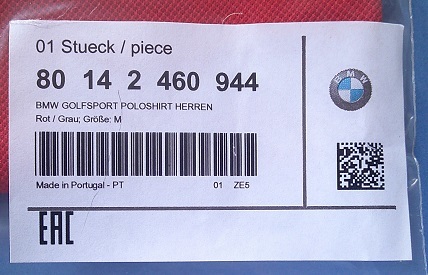 01 Stueck / piece
80 14 2 460 944
BMW GOLFSPORT POLOSHIRT HERREN
Rot / Grau; Größe: M
Made in Portugal - PT 01 ZE5
BMW
EAC